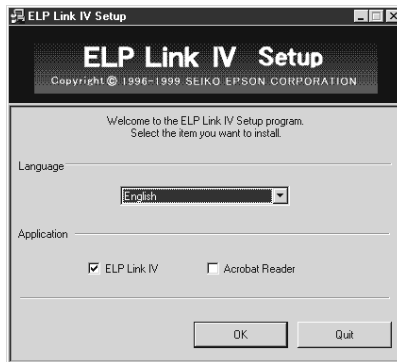 ELP Link IV Setup
ELP Link IV Setup
Copyright © 1996-1999 SEIKO EPSON CORPORATION
Welcome to the ELP Link IV Setup program.
Select the item you want to install.
Language
English
Application
ELP Link IV
Acrobat Reader
OK
Quit